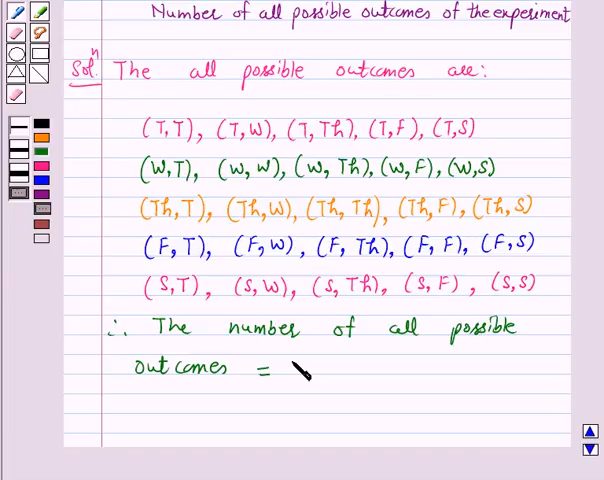 Number of all possible outcomes of the experiment
Solⁿ. The all possible outcomes are:
(T,T), (T,W), (T,Th), (T,F), (T,S)
(W,T), (W,W), (W,Th), (W,F), (W,S)
(Th,T), (Th,W), (Th,Th), (Th,F), (Th,S)
(F,T), (F,W), (F,Th), (F,F), (F,S)
(S,T), (S,W), (S,Th), (S,F), (S,S)
∴ The number of all possible
outcomes =